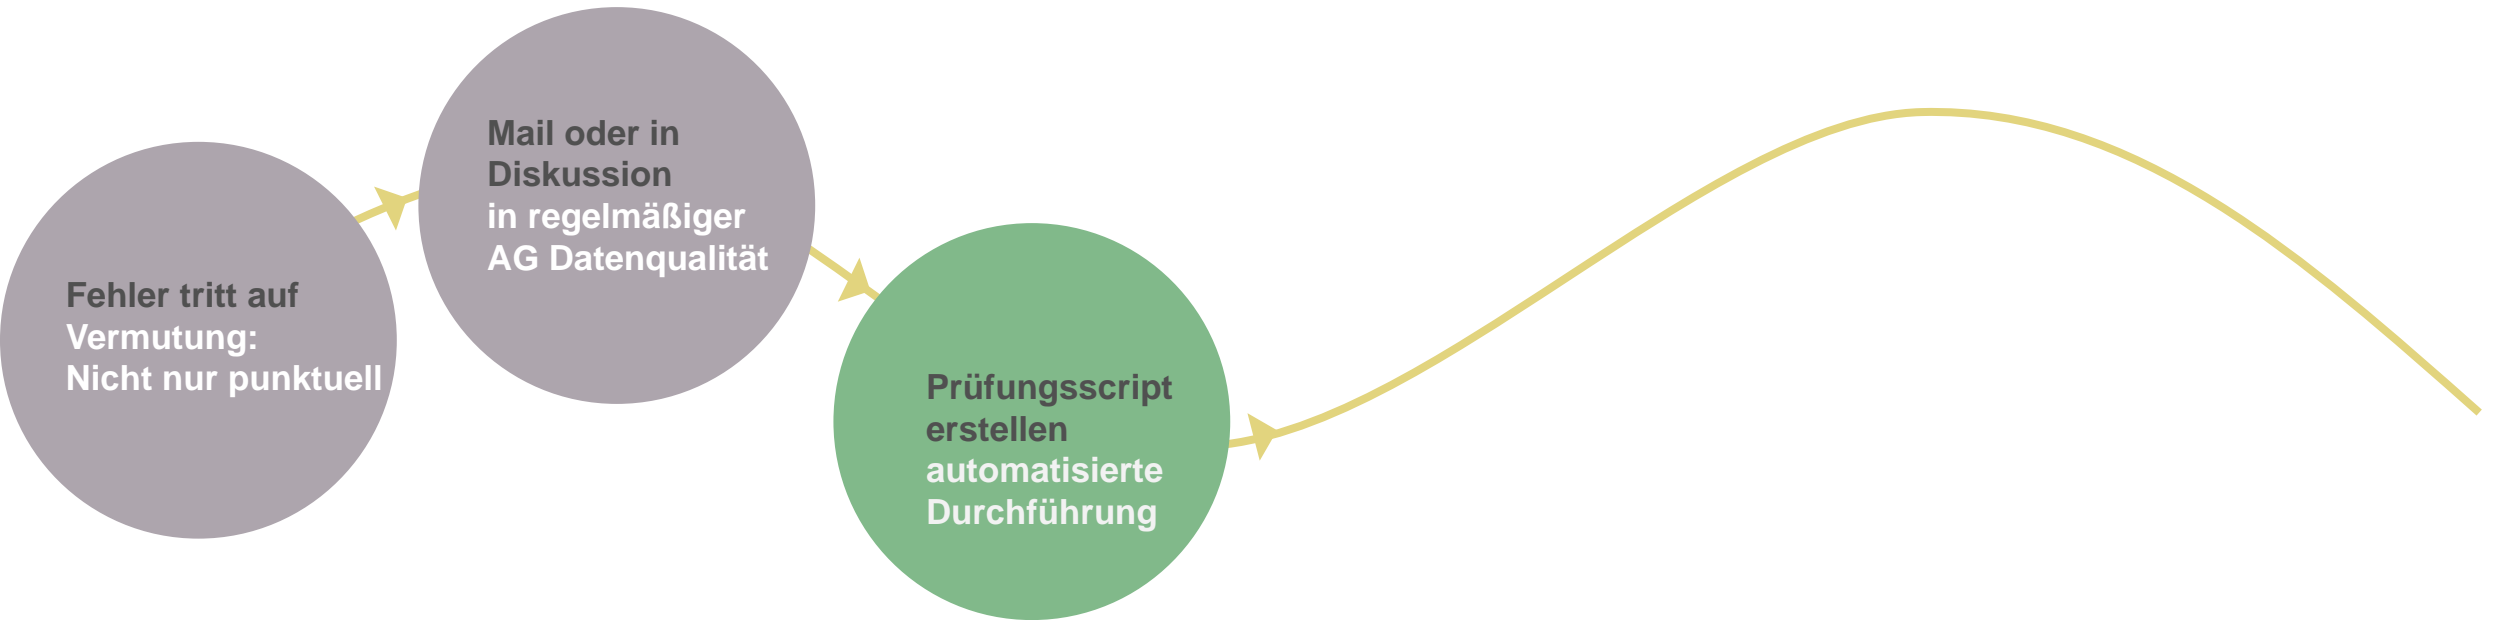 Fehler tritt auf
Vermutung:
Nicht nur punktuell
Mail oder in
Diskussion
in regelmäßiger
AG Datenqualität
Prüfungsscript
erstellen
automatisierte
Durchführung